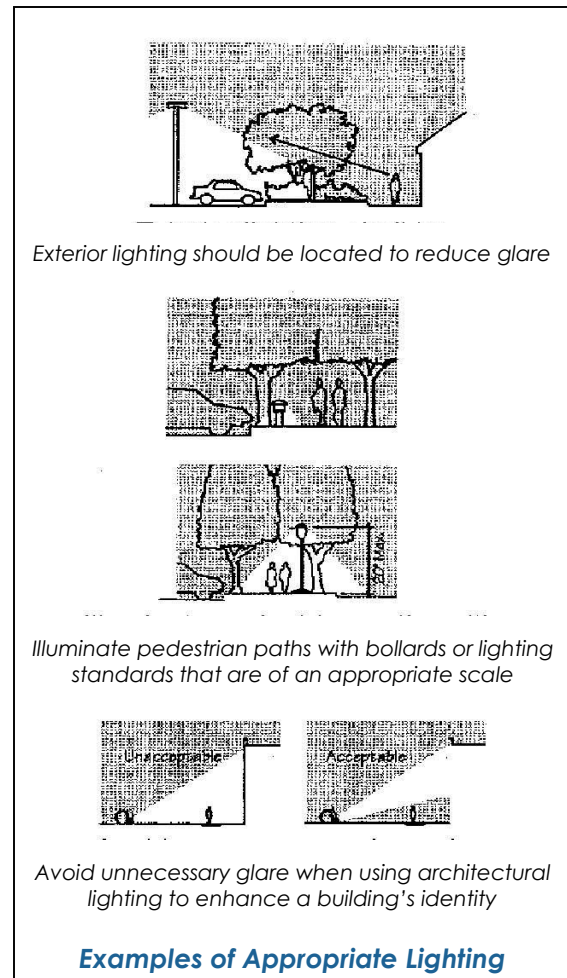 Exterior lighting should be located to reduce glare
20' Max.
Illuminate pedestrian paths with bollards or lighting
standards that are of an appropriate scale
Unacceptable
Acceptable
Avoid unnecessary glare when using architectural
lighting to enhance a building's identity
Examples of Appropriate Lighting